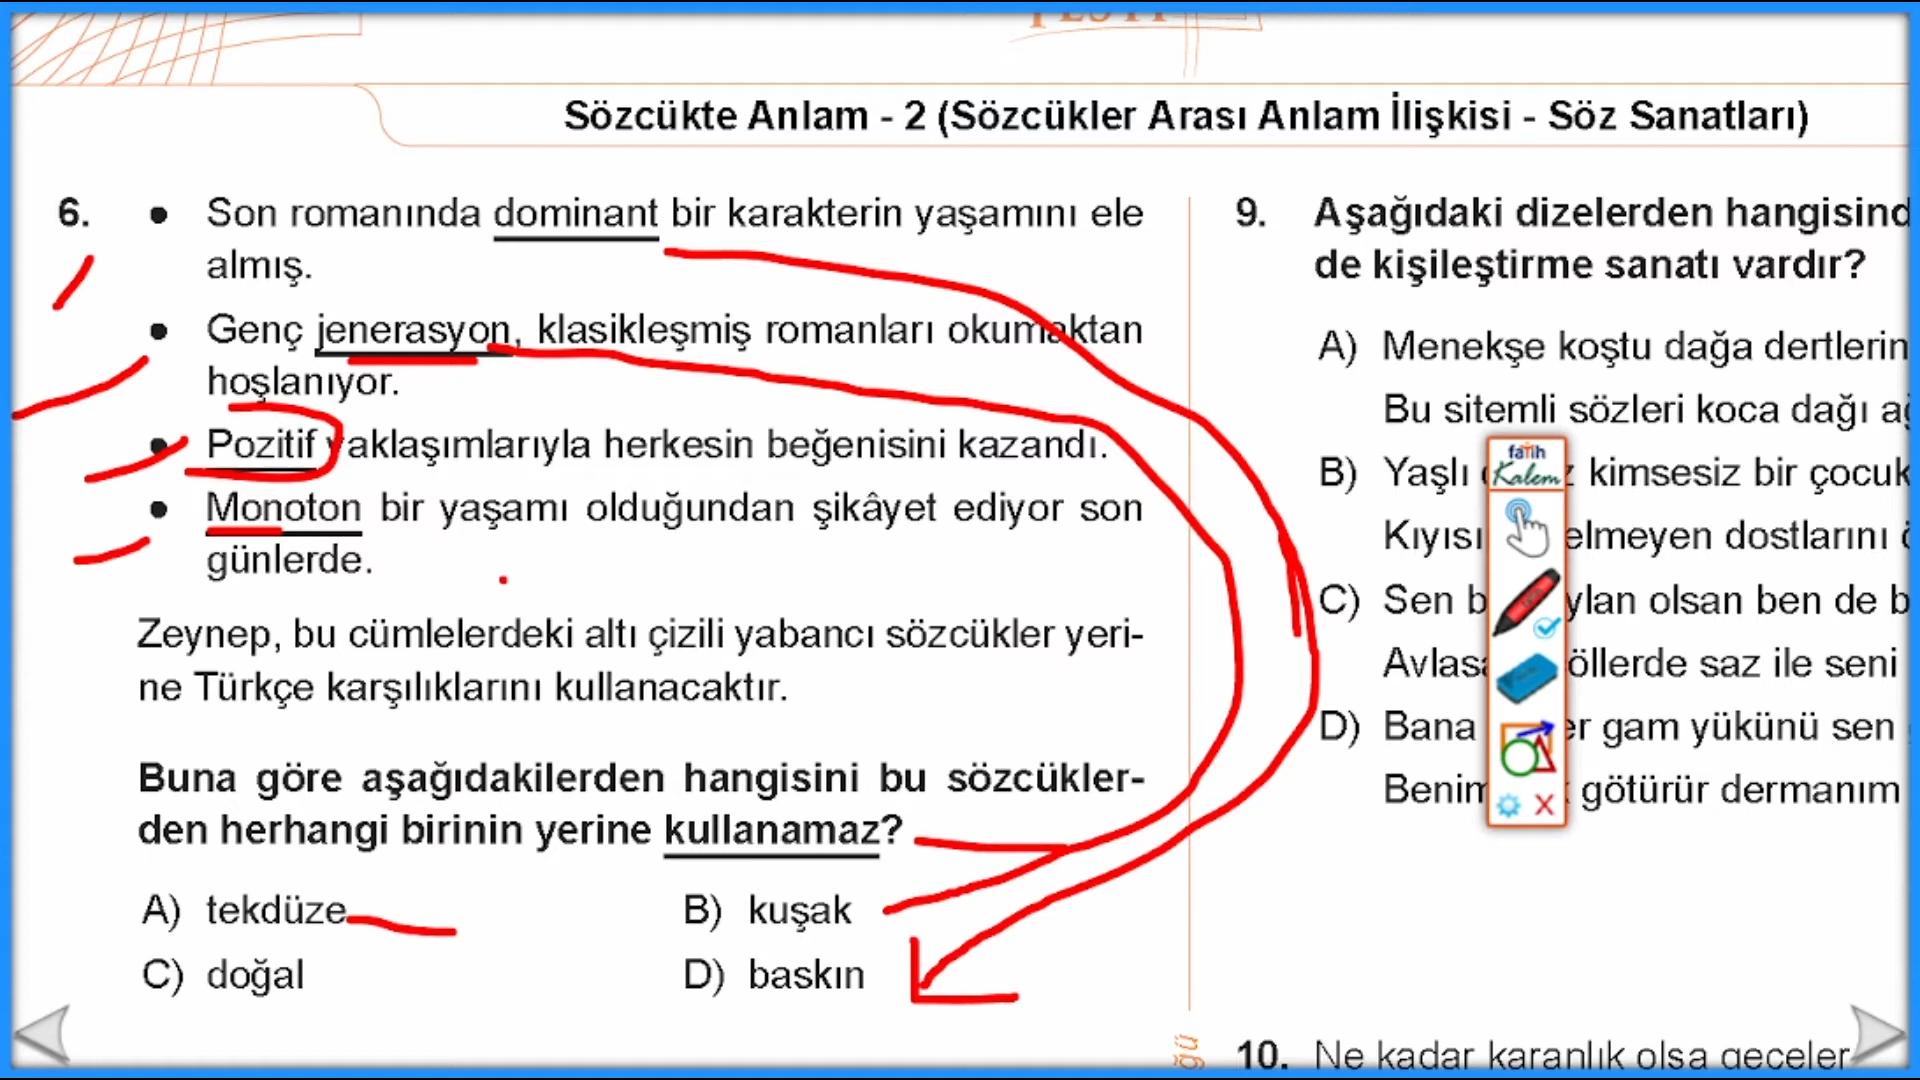 TESTİ
Sözcükte Anlam - 2 (Sözcükler Arası Anlam İlişkisi - Söz Sanatları)
6. • Son romanında dominant bir karakterin yaşamını ele
almış.
• Genç jenerasyon, klasikleşmiş romanları okumaktan
hoşlanıyor.
• Pozitif yaklaşımlarıyla herkesin beğenisini kazandı.
• Monoton bir yaşamı olduğundan şikâyet ediyor son
günlerde.
Zeynep, bu cümlelerdeki altı çizili yabancı sözcükler yeri-
ne Türkçe karşılıklarını kullanacaktır.
Buna göre aşağıdakilerden hangisini bu sözcükler-
den herhangi birinin yerine kullanamaz?
A) tekdüze B) kuşak
C) doğal D) baskın
9. Aşağıdaki dizelerden hangisind
de kişileştirme sanatı vardır?
A) Menekşe koştu dağa dertlerin
Bu sitemli sözleri koca dağı
B) Yaşlı kimsesiz bir çocuk
elmeyen dostlarını
C) Sen ylan olsan ben de b
öllerde saz ile seni
D) Bana gam yükünü sen
götürür dermanım
10. Ne kadar karanlık olsa geceler
fatih
Kalem